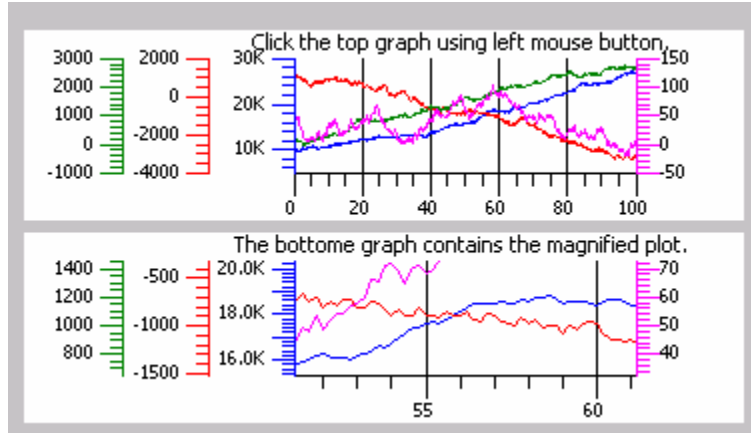 Click the top graph using left mouse button,
3000 2000 30K 150
2000 0 20K 100
1000 -2000 10K 50
0 -4000 0
-1000 -50
0 20 40 60 80 100
The bottome graph contains the magnified plot.
1400 -500 20.0K 70
1200 -1000 18.0K 60
1000 -1500 16.0K 50
800 40
55 60